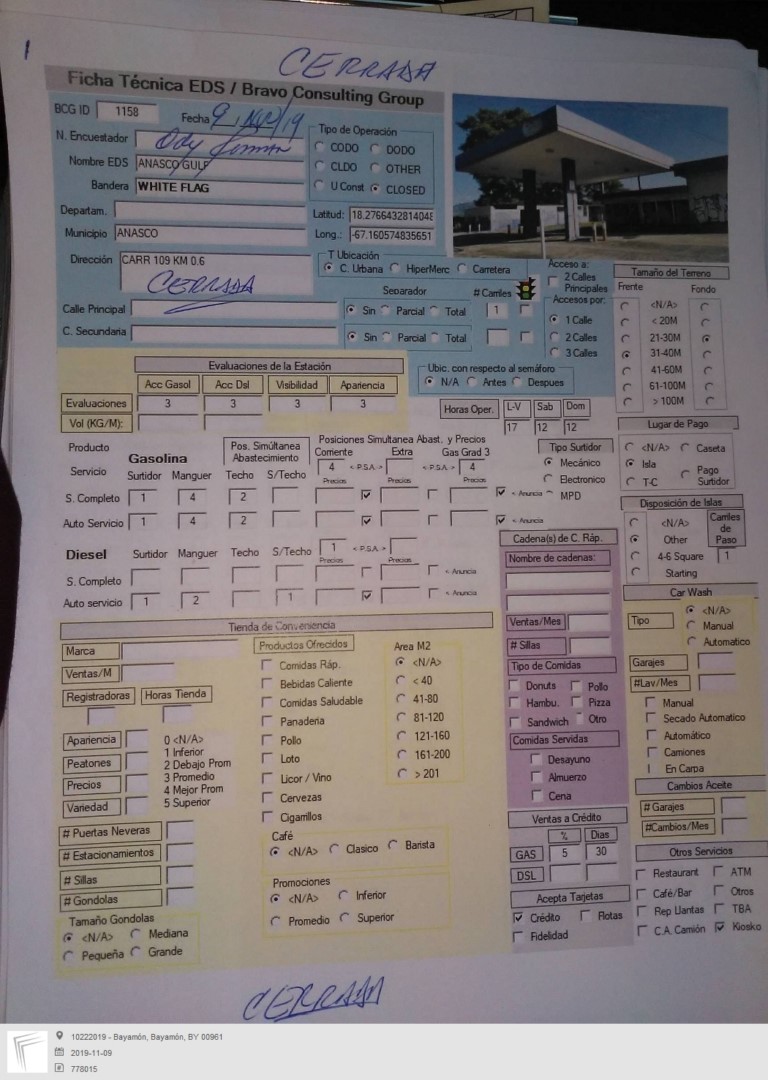 1
CERRADA
Ficha Técnica EDS / Bravo Consulting Group
BCG ID 1158 Fecha 9
N. Encuestador
Nombre EDS ANASCO GULF
Bandera WHITE FLAG
Departam.
Municipio ANASCO
Dirección CARR 109 KM 0.6
CERRADA
Calle Principal
C. Secundaria
Tipo de Operación
CODO DODO
CLDO OTHER
U Const CLOSED
Latitud: 18.2766432814048
Long.: -67.160574835651
T Ubicación
C. Urbana HiperMerc Carretera
Separador # Carriles
Sin Parcial Total 1
Sin Parcial Total
Acceso a:
2 Calles Principales
Accesos por:
1 Calle
2 Calles
3 Calles
Tamaño del Terreno
Frente Fondo
<N/A>
< 20M
21-30M
31-40M
41-60M
61-100M
> 100M
Evaluaciones de la Estación
Acc Gasol Acc Dsl Visibilidad Apariencia
Evaluaciones 3 3 3 3
Vol (KG/M):
Ubic. con respecto al semáforo
N/A Antes Despues
Horas Oper. L-V Sab Dom
17 12 12
Lugar de Pago
<N/A> Caseta
Isla Pago Surtidor
T-C
Producto Gasolina
Servicio Surtidor Manguer
Pos. Simultanea Abastecimiento
Techo S/Techo
Posiciones Simultanea Abast. y Precios
Corriente Extra Gas Grad 3
4 < P.S.A.> < P.S.A.> 4
Precios Precios Precios
S. Completo 1 4 2 < Anuncia
Auto Servicio 1 4 2 < Anuncia
Tipo Surtidor
Mecánico
Electronico
MPD
Disposición de Islas
<N/A>
Other
4-6 Square
Starting
Carriles de Paso
1
Diesel Surtidor Manguer Techo S/Techo 1 < P.S.A.>
Precios Precios
S. Completo < Anuncia
Auto servicio 1 2 1 < Anuncia
Cadena(s) de C. Ráp.
Nombre de cadenas:
Ventas/Mes
# Sillas
Tipo de Comidas
Donuts Pollo
Hambu. Pizza
Sandwich Otro
Comidas Servidas
Desayuno
Almuerzo
Cena
Car Wash
Tipo <N/A>
Manual
Automatico
Garajes
#Lav/Mes
Manual
Secado Automatico
Automático
Camiones
En Carpa
Cambios Aceite
# Garajes
#Cambios/Mes
Tienda de Conveniencia
Marca
Ventas/M
Registradoras Horas Tienda
Apariencia
Peatones
Precios
Variedad
0 <N/A>
1 Inferior
2 Debajo Prom
3 Promedio
4 Mejor Prom
5 Superior
# Puertas Neveras
# Estacionamientos
# Sillas
# Gondolas
Tamaño Gondolas
<N/A> Mediana
Pequeña Grande
Productos Ofrecidos
Comidas Ráp.
Bebidas Caliente
Comidas Saludable
Panaderia
Pollo
Loto
Licor / Vino
Cervezas
Cigarrillos
Area M2
<N/A>
< 40
41-80
81-120
121-160
161-200
> 201
Café
<N/A> Clasico Barista
Promociones
<N/A> Inferior
Promedio Superior
Ventas a Crédito
% Dias
GAS 5 30
DSL
Acepta Tarjetas
Crédito Flotas
Fidelidad
Otros Servicios
Restaurant ATM
Café/Bar Otros
Rep Llantas TBA
C.A. Camión Kiosko
CERRADA
10222019 - Bayamón, Bayamón, BY 00961
2019-11-09
778015